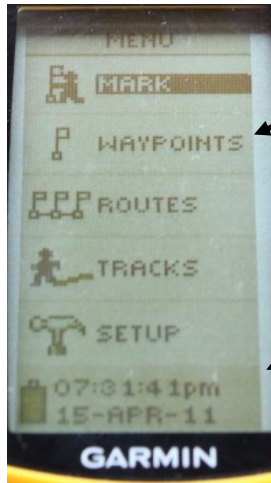 MENU
MARK
WAYPOINTS
ROUTES
TRACKS
SETUP
07:31:41pm
15-APR-11
GARMIN